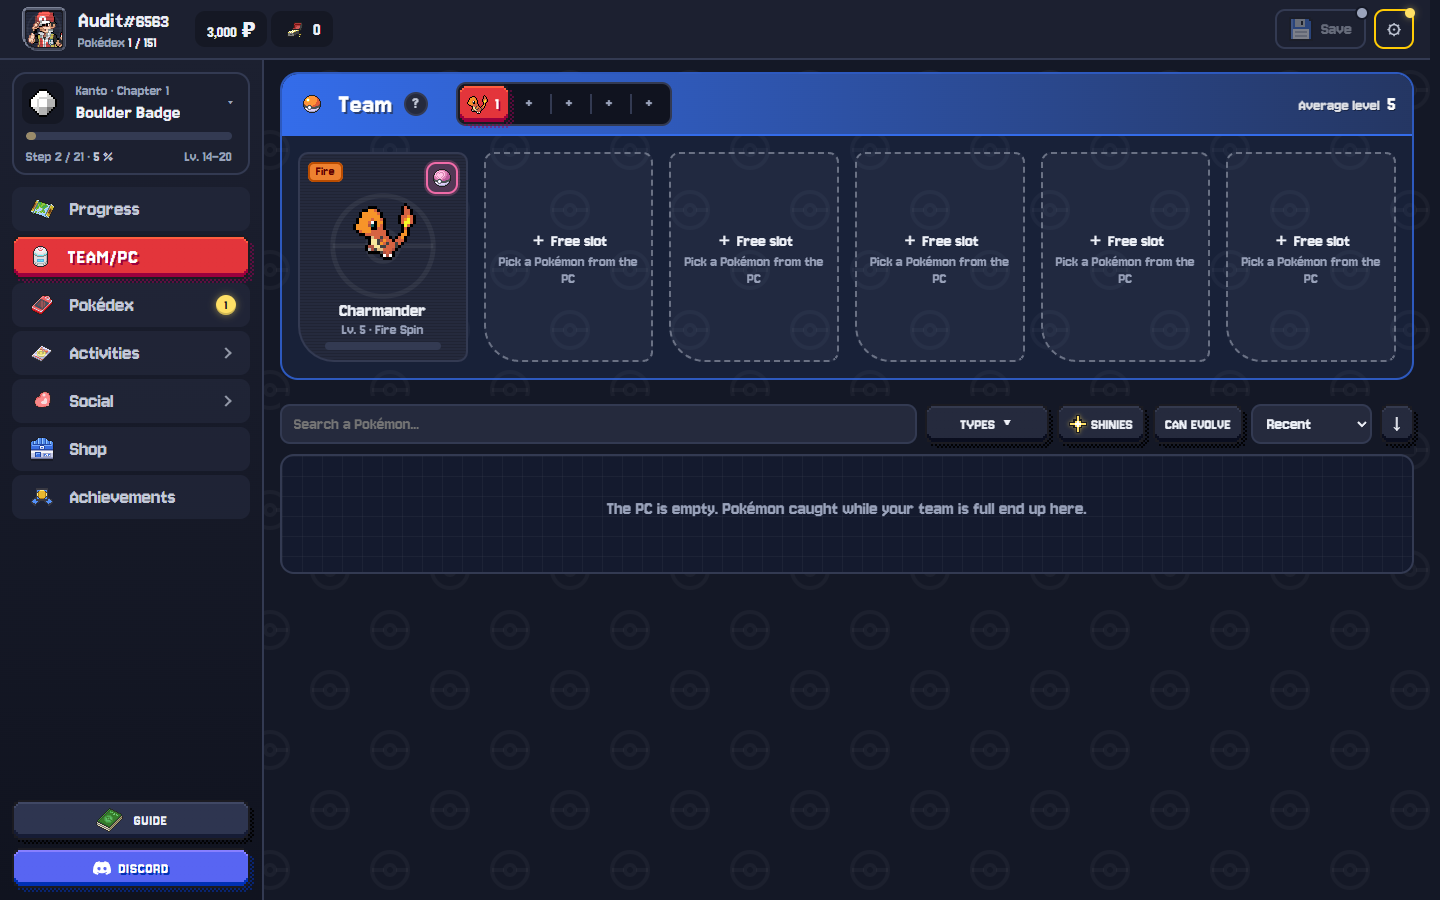 Audit#6563
Pokédex 1 / 151
3,000 ₽
0
Save
Kanto · Chapter 1
Boulder Badge
Step 2 / 21 · 5 %
Lv. 14-20
Progress
TEAM/PC
Pokédex
1
Activities
Social
Shop
Achievements
GUIDE
DISCORD
Team
?
1
+
+
+
+
Average level 5
Fire
Charmander
Lv. 5 · Fire Spin
+ Free slot
Pick a Pokémon from the
PC
+ Free slot
Pick a Pokémon from the
PC
+ Free slot
Pick a Pokémon from the
PC
+ Free slot
Pick a Pokémon from the
PC
+ Free slot
Pick a Pokémon from the
PC
Search a Pokémon...
TYPES
SHINIES
CAN EVOLVE
Recent
↓
The PC is empty. Pokémon caught while your team is full end up here.